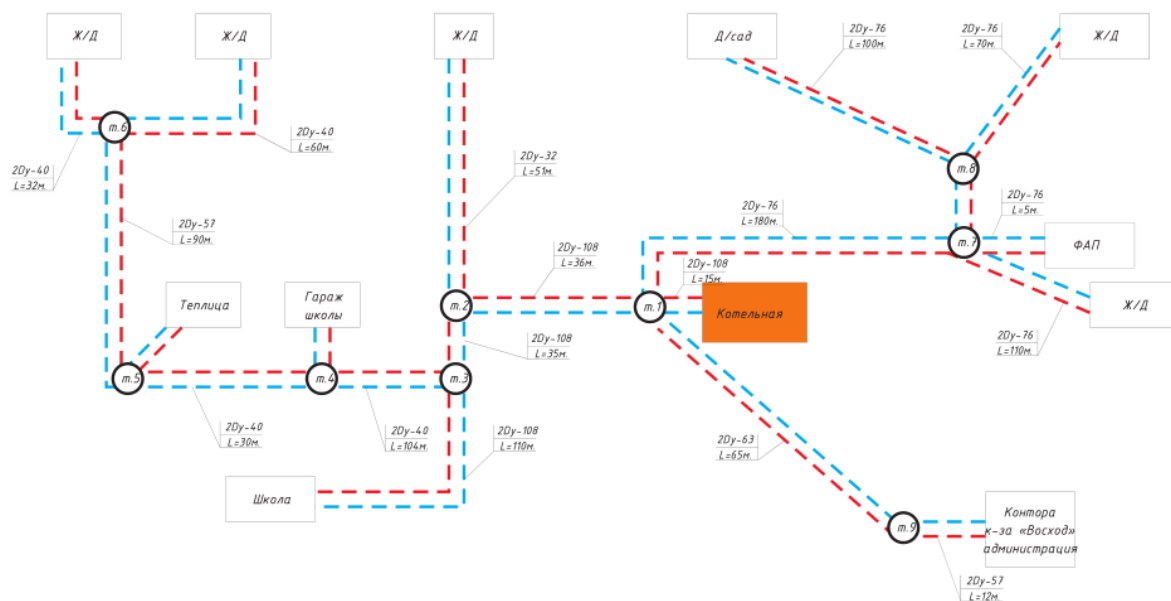 Ж/Д
Ж/Д
Ж/Д
Д/сад
2Dy-76
L=100м.
2Dy-76
L=70м.
Ж/Д
т.6
2Dy-40
L=60м.
2Dy-40
L=32м.
2Dy-32
L=51м.
т.8
2Dy-57
L=90м.
2Dy-76
L=180м.
2Dy-76
L=5м.
т.7
ФАП
2Dy-108
L=36м.
2Dy-108
L=15м.
Теплица
Гараж
школы
т.2
т.1
Котельная
Ж/Д
2Dy-108
L=35м.
2Dy-76
L=110м.
т.5
т.4
т.3
2Dy-40
L=30м.
2Dy-40
L=104м.
2Dy-108
L=110м.
2Dy-63
L=65м.
Школа
т.9
Контора
к-за «Восход»
администрация
2Dy-57
L=12м.